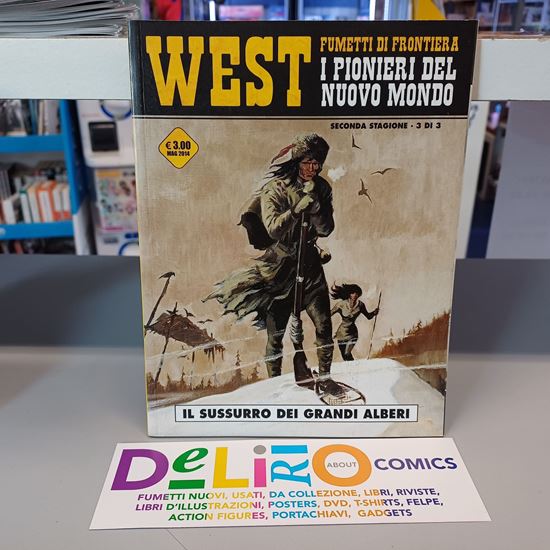 WEST
FUMETTI DI FRONTIERA
I PIONIERI DEL
NUOVO MONDO
SECONDA STAGIONE - 3 DI 3
€ 3.00
MAG 2014
IL SUSSURRO DEI GRANDI ALBERI
DeLiRiO ABOUT COMICS
FUMETTI NUOVI, USATI, DA COLLEZIONE, LIBRI, RIVISTE,
LIBRI D'ILLUSTRAZIONI, POSTERS, DVD, T-SHIRTS, FELPE,
ACTION FIGURES, PORTACHIAVI, GADGETS